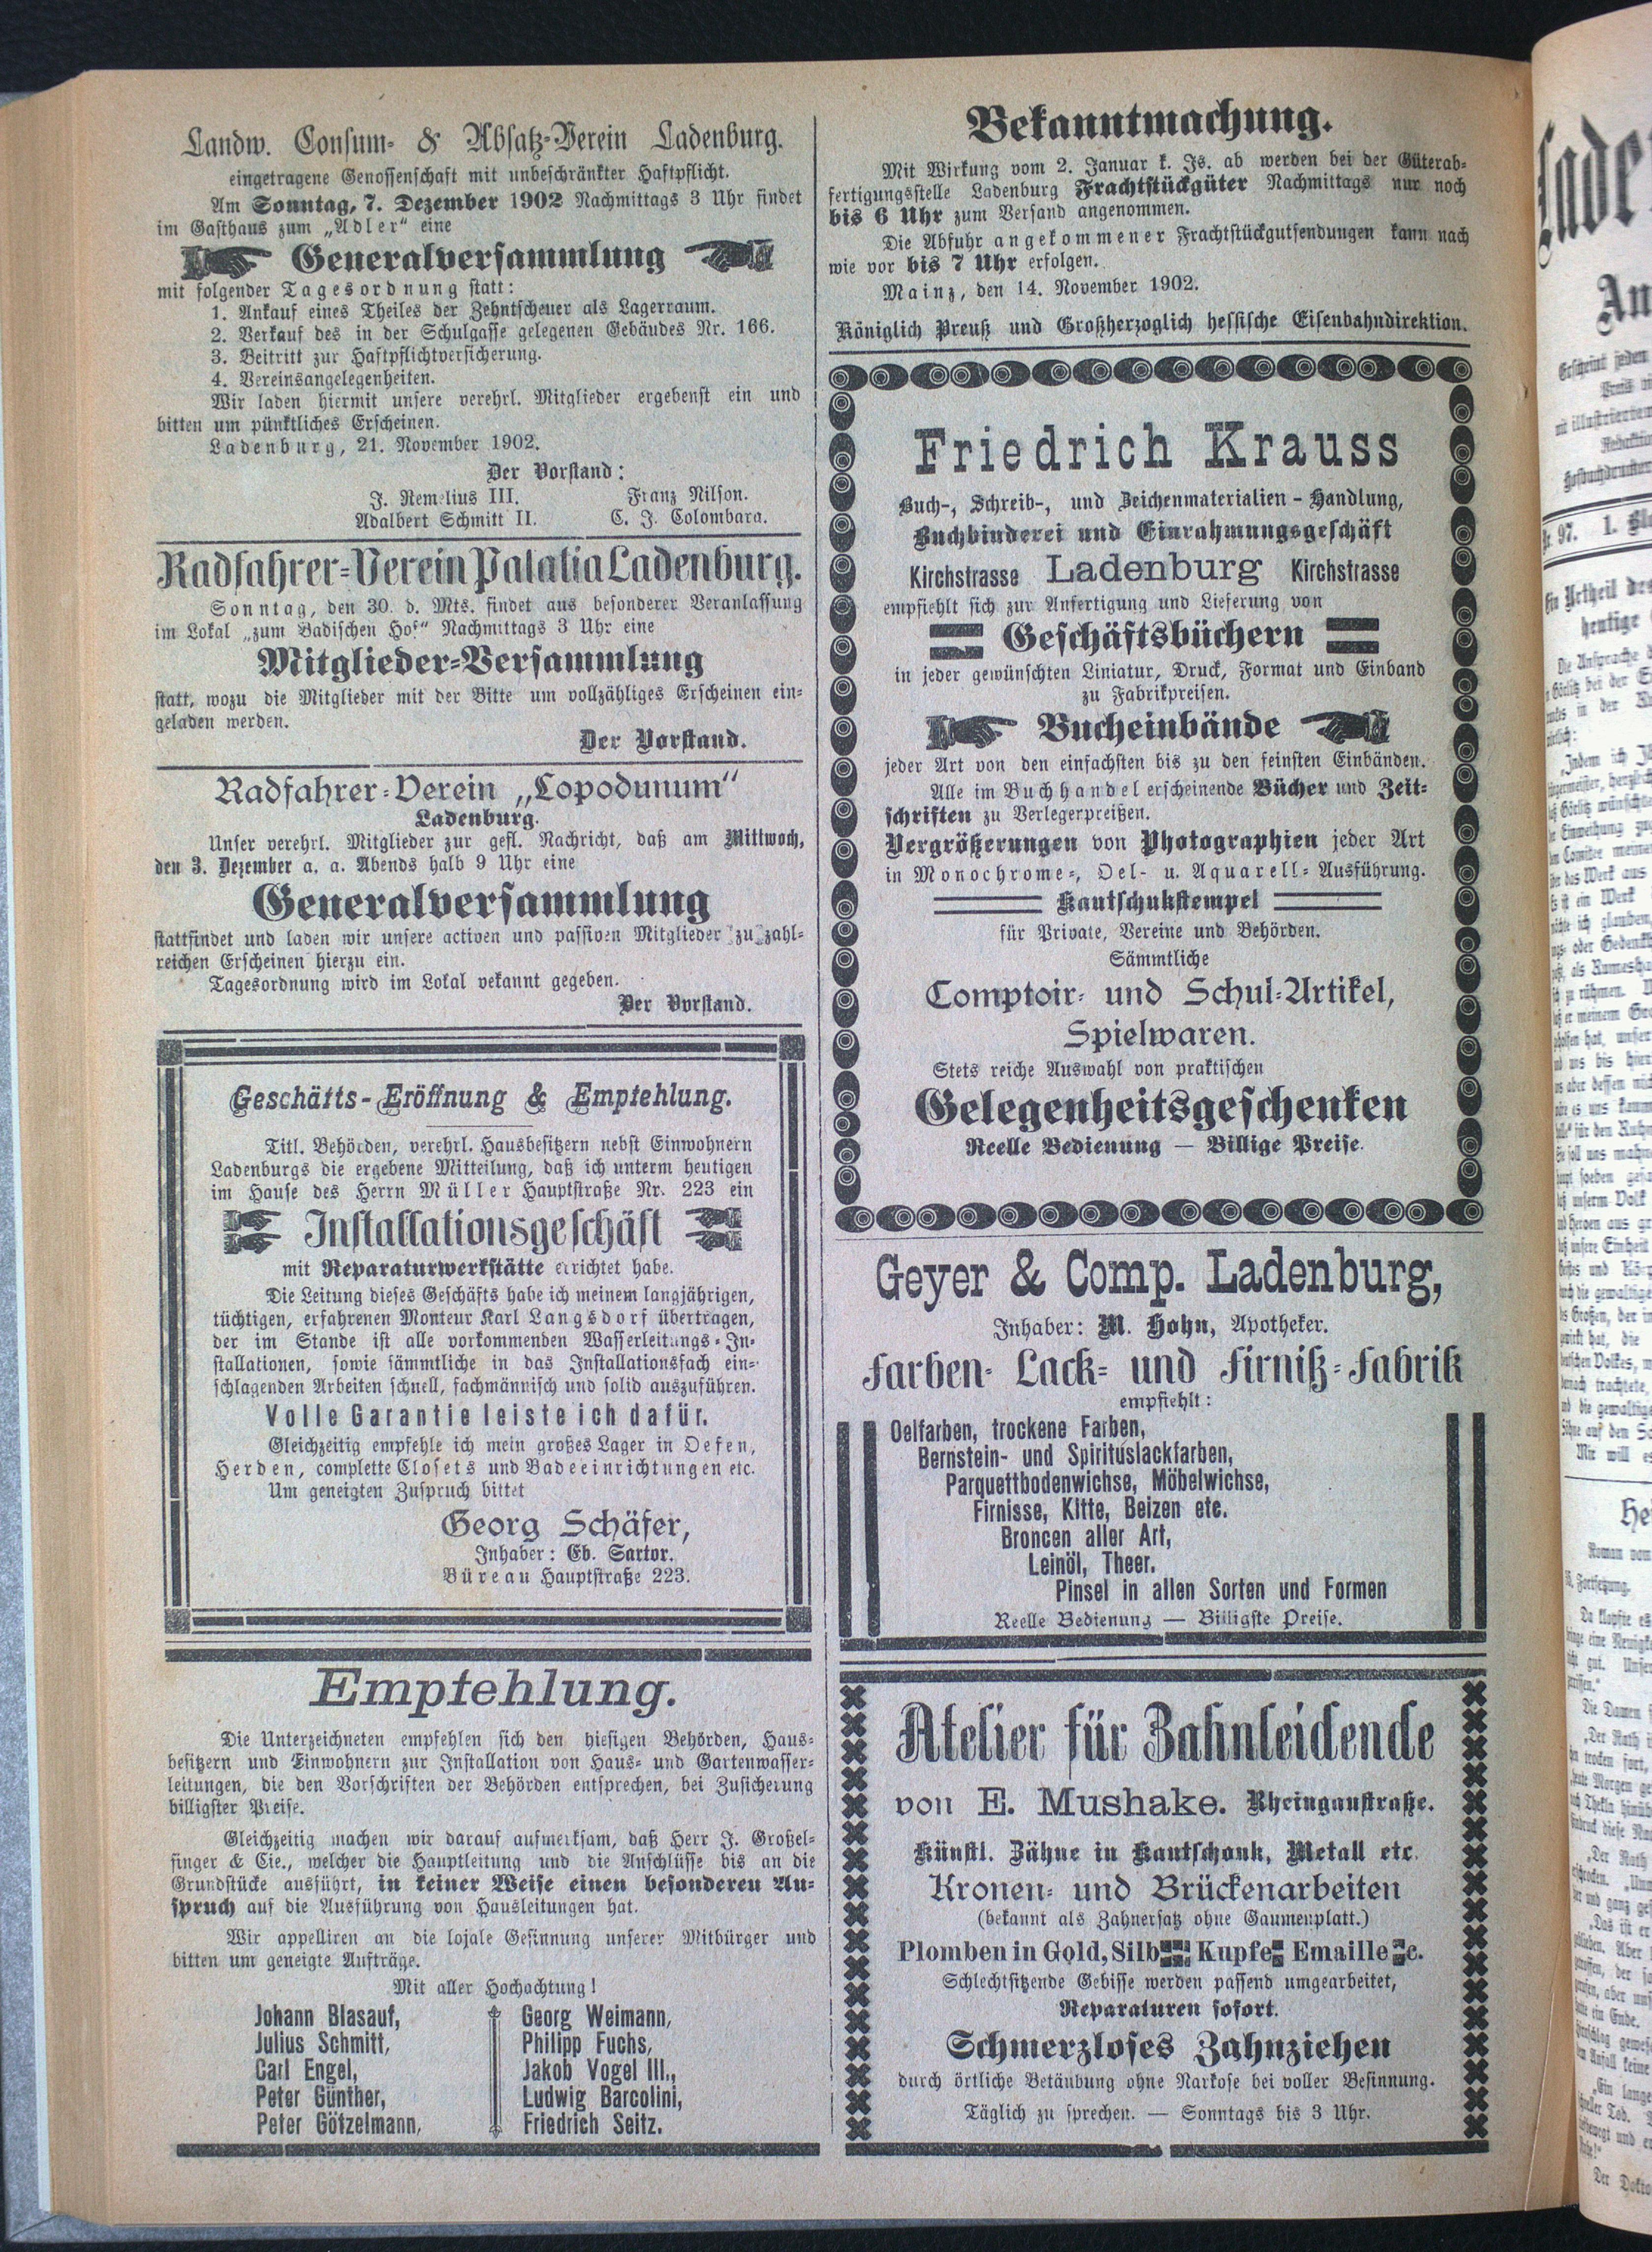 Landw. Consum- & Absatz-Verein Ladenburg.
eingetragene Genossenschaft mit unbeschränkter Haftpflicht.
Am Sonntag, 7. Dezember 1902 Nachmittags 3 Uhr findet
im Gasthaus zum „Adler“ eine
Generalversammlung
mit folgender Tagesordnung statt:
1. Ankauf eines Theiles der Zehntscheuer als Lagerraum.
2. Verkauf des in der Schulgasse gelegenen Gebäudes Nr. 166.
3. Beitritt zur Haftpflichtversicherung.
4. Vereinsangelegenheiten.
Wir laden hiermit unsere verehrl. Mitglieder ergebenst ein und
bitten um pünktliches Erscheinen.
Ladenburg, 21. November 1902.
Der Vorstand:
J. Remelius III. Franz Nilson.
Adalbert Schmitt II. C. J. Colombara.
Radfahrer-Verein Palatia Ladenburg.
Sonntag, den 30. d. Mts. findet aus besonderer Veranlassung
im Lokal „zum Badischen Hof“ Nachmittags 3 Uhr eine
Mitglieder-Versammlung
statt, wozu die Mitglieder mit der Bitte um vollzähliges Erscheinen ein-
geladen werden.
Der Vorstand.
Radfahrer-Verein „Lopodunum“
Ladenburg.
Unser verehrl. Mitglieder zur gefl. Nachricht, daß am Mittwoch,
den 3. Dezember a. a. Abends halb 9 Uhr eine
Generalversammlung
stattfindet und laden wir unsere activen und passiven Mitglieder zu zahl-
reichen Erscheinen hierzu ein.
Tagesordnung wird im Lokal bekannt gegeben.
Der Vorstand.
Geschäfts-Eröffnung & Empfehlung.
Titl. Behörden, verehrl. Hausbesitzern nebst Einwohnern
Ladenburgs die ergebene Mitteilung, daß ich unterm heutigen
im Hause des Herrn Müller Hauptstraße Nr. 223 ein
Installationsgeschäft
mit Reparaturwerkstätte errichtet habe.
Die Leitung dieses Geschäfts habe ich meinem langjährigen,
tüchtigen, erfahrenen Monteur Karl Langsdorf übertragen,
der im Stande ist alle vorkommenden Wasserleitungs-In-
stallationen, sowie sämmtliche in das Installationsfach ein-
schlagenden Arbeiten schnell, fachmännisch und solid auszuführen.
Volle Garantie leiste ich dafür.
Gleichzeitig empfehle ich mein großes Lager in Oefen,
Herden, complette Closets und Badeeinrichtungen etc.
Um geneigten Zuspruch bittet
Georg Schäfer,
Inhaber: Eb. Sartor.
Büreau Hauptstraße 223.
Empfehlung.
Die Unterzeichneten empfehlen sich den hiesigen Behörden, Haus-
besitzern und Einwohnern zur Installation von Haus- und Gartenwasser-
leitungen, die den Vorschriften der Behörden entsprechen, bei Zusicherung
billigster Preise.
Gleichzeitig machen wir darauf aufmerksam, daß Herr J. Großel-
finger & Cie., welcher die Hauptleitung und die Anschlüsse bis an die
Grundstücke ausführt, in keiner Weise einen besonderen An-
spruch auf die Ausführung von Hausleitungen hat.
Wir appelliren an die lojale Gesinnung unserer Mitbürger und
bitten um geneigte Aufträge.
Mit aller Hochachtung!
Johann Blasauf, Georg Weimann,
Julius Schmitt, Philipp Fuchs,
Carl Engel, Jakob Vogel III.,
Peter Günther, Ludwig Barcolini,
Peter Götzelmann, Friedrich Seitz.
Bekanntmachung.
Mit Wirkung vom 2. Januar k. Js. ab werden bei der Güterab-
fertigungsstelle Ladenburg Frachtstückgüter Nachmittags nur noch
bis 6 Uhr zum Versand angenommen.
Die Abfuhr angekommener Frachtstückgutsendungen kann nach
wie vor bis 7 Uhr erfolgen.
Mainz, den 14. November 1902.
Königlich Preuß und Großherzoglich hessische Eisenbahndirektion.
Friedrich Krauss
Buch-, Schreib-, und Zeichenmaterialien-Handlung,
Buchbinderei und Einrahmungsgeschäft
Kirchstrasse Ladenburg Kirchstrasse
empfiehlt sich zur Anfertigung und Lieferung von
Geschäftsbüchern
in jeder gewünschten Liniatur, Druck, Format und Einband
zu Fabrikpreisen.
Bucheinbände
jeder Art von den einfachsten bis zu den feinsten Einbänden.
Alle im Buchhandel erscheinende Bücher und Zeit-
schriften zu Verlegerpreißen.
Vergrößerungen von Photographien jeder Art
in Monochrome-, Oel- u. Aquarell-Ausführung.
Kautschukstempel
für Private, Vereine und Behörden.
Sämmtliche
Comptoir- und Schul-Artikel,
Spielwaren.
Stets reiche Auswahl von praktischen
Gelegenheitsgeschenken
Reelle Bedienung — Billige Preise.
Geyer & Comp. Ladenburg,
Inhaber: M. Hohn, Apotheker.
Farben- Lack- und Firniß-Fabrik
empfiehlt:
Oelfarben, trockene Farben,
Bernstein- und Spirituslackfarben,
Parquettbodenwichse, Möbelwichse,
Firnisse, Kitte, Beizen etc.
Broncen aller Art,
Leinöl, Theer.
Pinsel in allen Sorten und Formen
Reelle Bedienung — Billigste Preise.
Atelier für Zahnleidende
von E. Mushake. Rheingaustraße.
Künstl. Zähne in Kautschouk, Metall etc.
Kronen- und Brückenarbeiten
(bekannt als Zahnersatz ohne Gaumenplatt.)
Plomben in Gold, Silb Kupfe Emaille c.
Schlechtsitzende Gebisse werden passend umgearbeitet,
Reparaturen sofort.
Schmerzloses Zahnziehen
durch örtliche Betäubung ohne Narkose bei voller Besinnung.
Täglich zu sprechen. — Sonntags bis 3 Uhr.